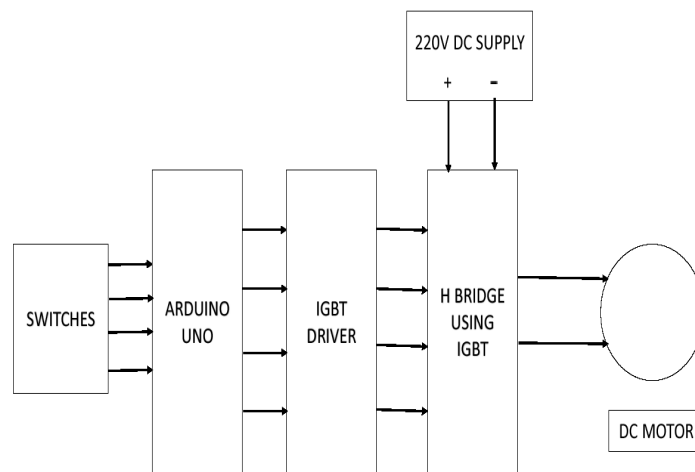 220V DC SUPPLY
+ -
SWITCHES
ARDUINO
UNO
IGBT
DRIVER
H BRIDGE
USING
IGBT
DC MOTOR